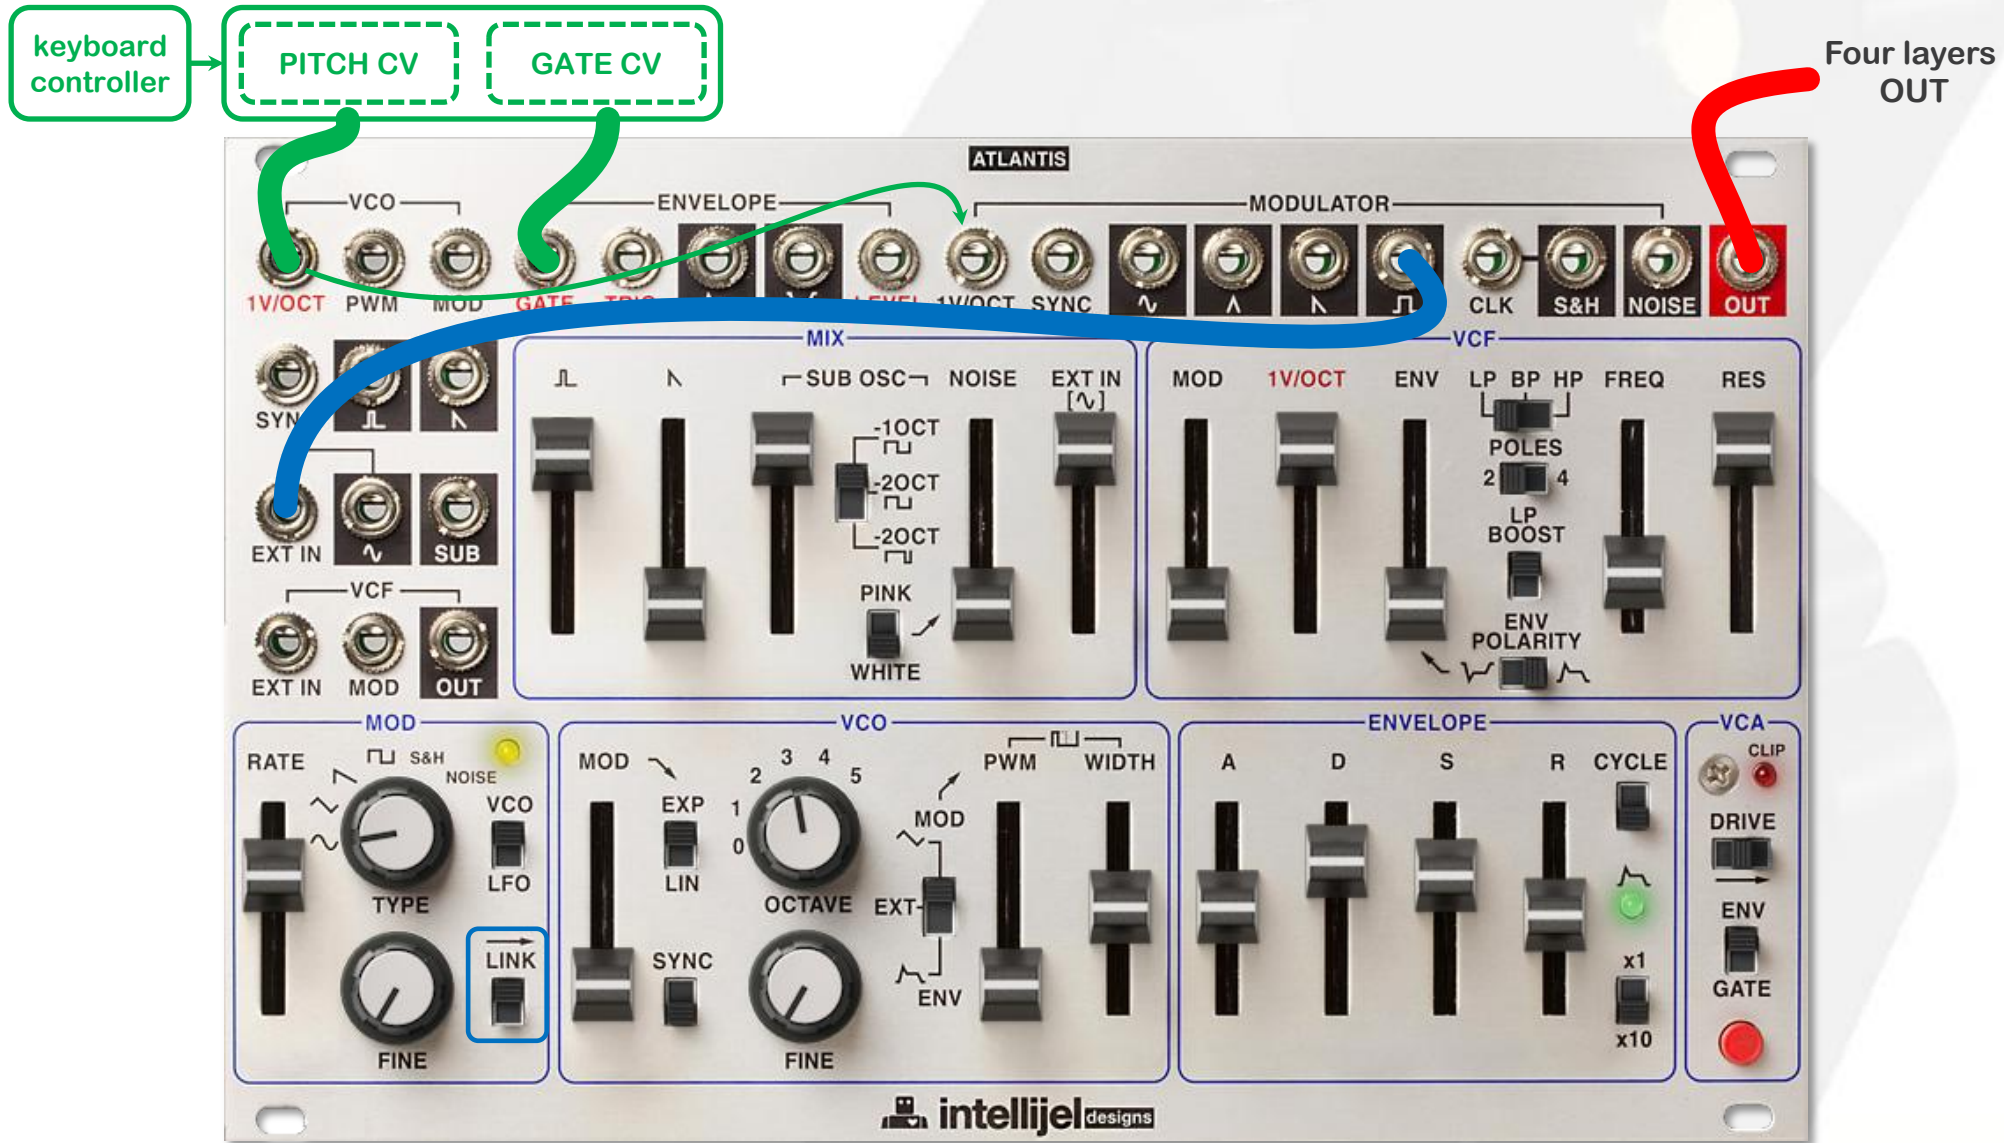 keyboard
controller
PITCH CV
GATE CV
Four layers
OUT
ATLANTIS
VCO
ENVELOPE
MODULATOR
1V/OCT
PWM
MOD
GATE
LEVEL
1V/OCT
SYNC
CLK
S&H
NOISE
OUT
SYNC
EXT IN
SUB
VCF
EXT IN
MOD
OUT
MIX
SUB OSC
NOISE
EXT IN
-1OCT
-2OCT
-2OCT
PINK
WHITE
VCF
MOD
1V/OCT
ENV
LP BP HP
FREQ
RES
POLES
2 4
LP
BOOST
ENV
POLARITY
MOD
RATE
S&H
NOISE
VCO
LFO
TYPE
LINK
FINE
VCO
MOD
EXP
LIN
SYNC
0 1 2 3 4 5
OCTAVE
FINE
PWM
WIDTH
MOD
EXT
ENV
ENVELOPE
A D S R
CYCLE
x1
x10
VCA
CLIP
DRIVE
ENV
GATE
intellijel designs